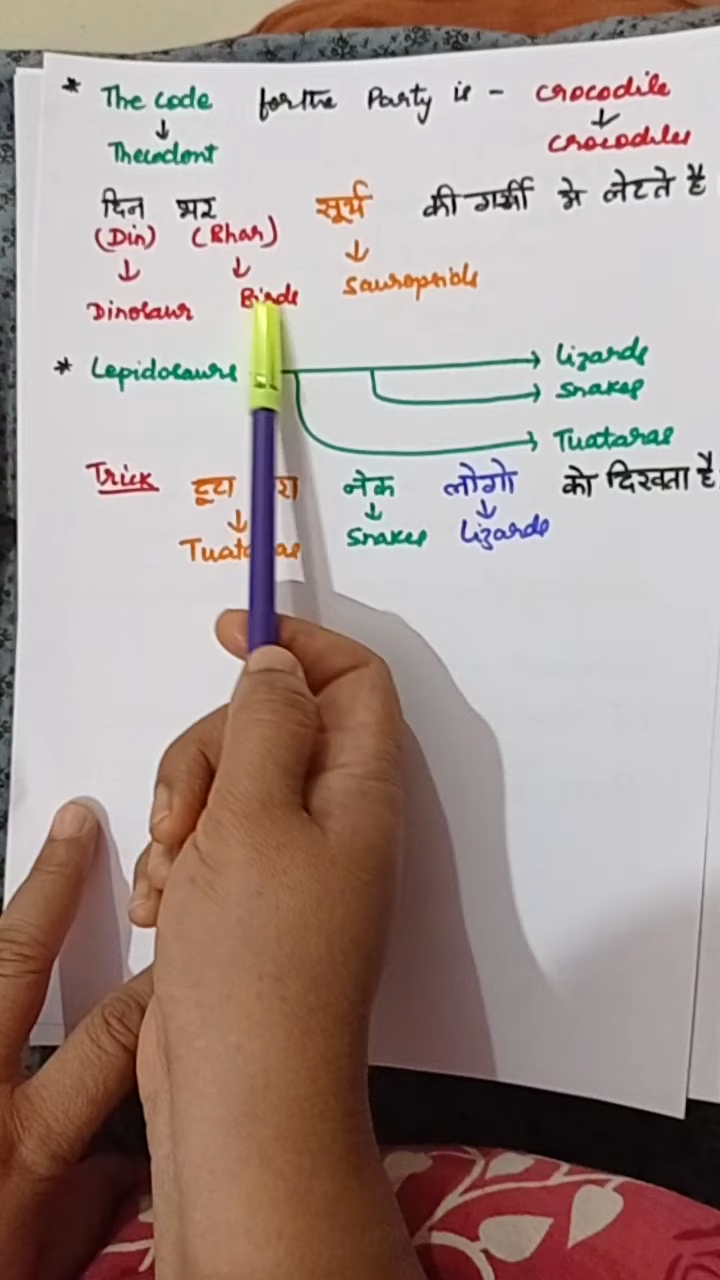 * The code for the Party is - crocodile
↓ ↓
Thecodont crocodiles
दिन भर सूर्य की गर्मी मे लेटते है
(Din) (Bhar)
↓ ↓ ↓
Dinosaur Birds Sauropsids
* Lepidosaurs → Lizards
→ Snakes
→ Tuataras
Trick टूटा रा नेक लोगो को दिखता है
↓ ↓ ↓
Snakes Lizards